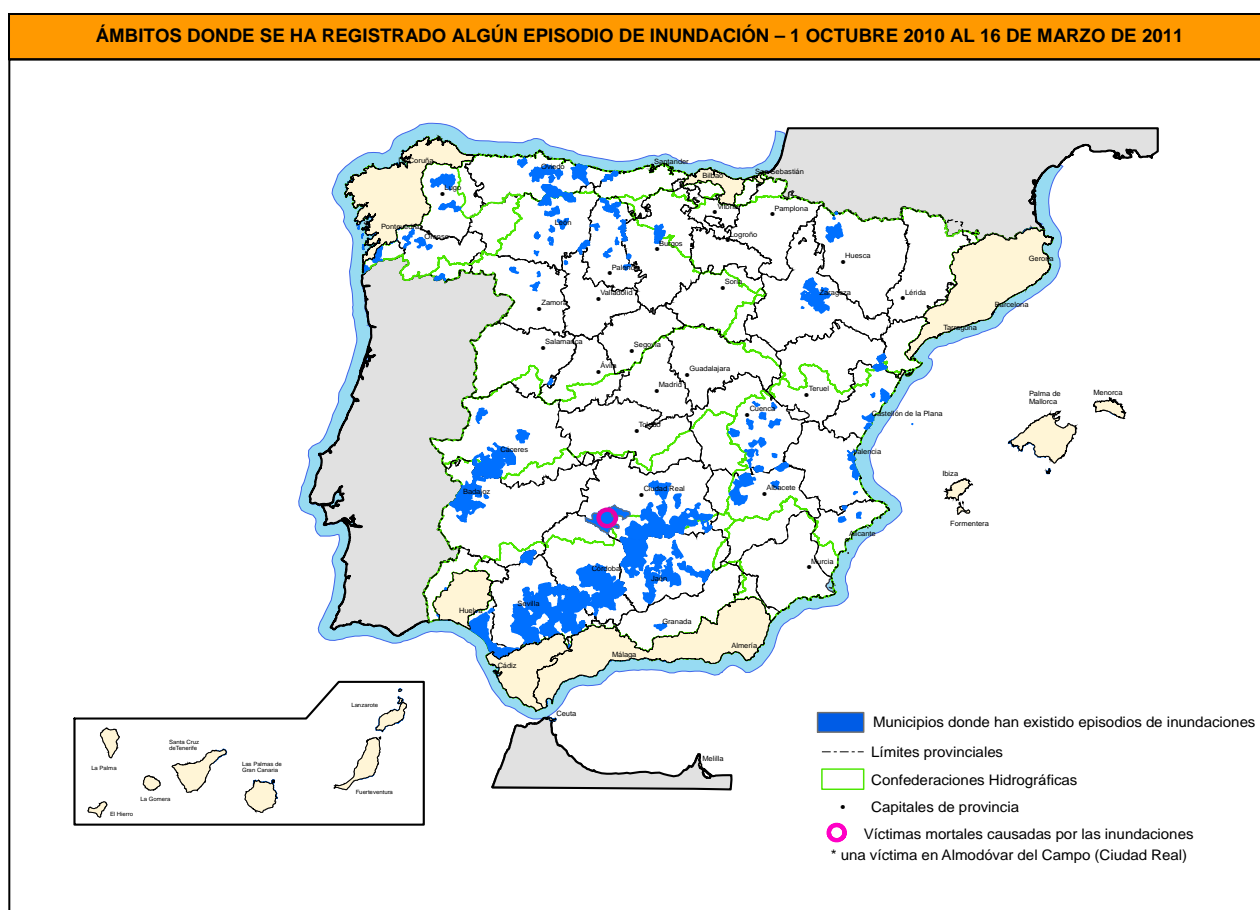 ÁMBITOS DONDE SE HA REGISTRADO ALGÚN EPISODIO DE INUNDACIÓN – 1 OCTUBRE 2010 AL 16 DE MARZO DE 2011
Coruña
Lugo
Oviedo
Santander
Bilbao
San Sebastián
Vitoria
Pamplona
Pontevedra
Orense
León
Burgos
Logroño
Huesca
Gerona
Palencia
Zamora
Valladolid
Soria
Zaragoza
Lérida
Barcelona
Tarragona
Salamanca
Segovia
Ávila
Guadalajara
Madrid
Teruel
Toledo
Cuenca
Castellón de la Plana
Palma de
Mallorca
Menorca
Cáceres
Valencia
Ibiza
Badajoz
Ciudad Real
Albacete
Formentera
Alicante
Murcia
Córdoba
Jaén
Huelva
Sevilla
Granada
Almería
Málaga
Cádiz
Ceuta
Melilla
Lanzarote
Santa Cruz
deTenerife
Las Palmas de
Gran Canaria
La Palma
La Gomera
Fuerteventura
El Hierro
Municipios donde han existido episodios de inundaciones
Límites provinciales
Confederaciones Hidrográficas
Capitales de provincia
Víctimas mortales causadas por las inundaciones
* una víctima en Almodóvar del Campo (Ciudad Real)